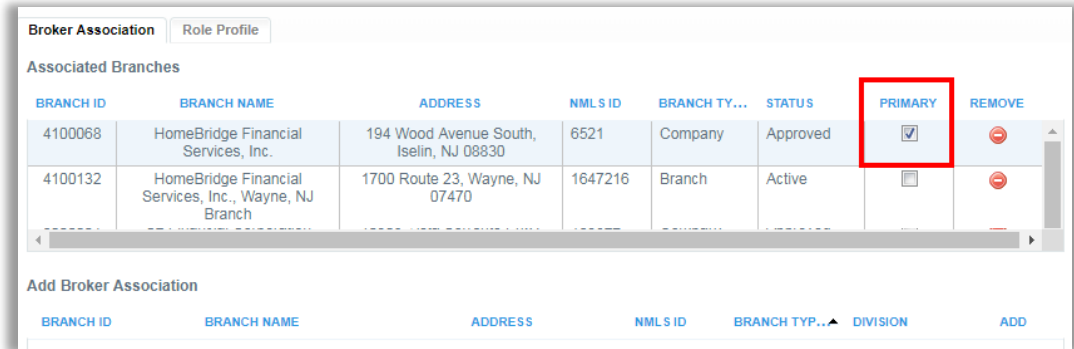 Broker Association Role Profile
Associated Branches
BRANCH ID BRANCH NAME ADDRESS NMLS ID BRANCH TY... STATUS PRIMARY REMOVE
4100068 HomeBridge Financial 194 Wood Avenue South, 6521 Company Approved
Services, Inc. Iselin, NJ 08830
4100132 HomeBridge Financial 1700 Route 23, Wayne, NJ 1647216 Branch Active
Services, Inc., Wayne, NJ 07470
Branch
Add Broker Association
BRANCH ID BRANCH NAME ADDRESS NMLS ID BRANCH TYP... DIVISION ADD